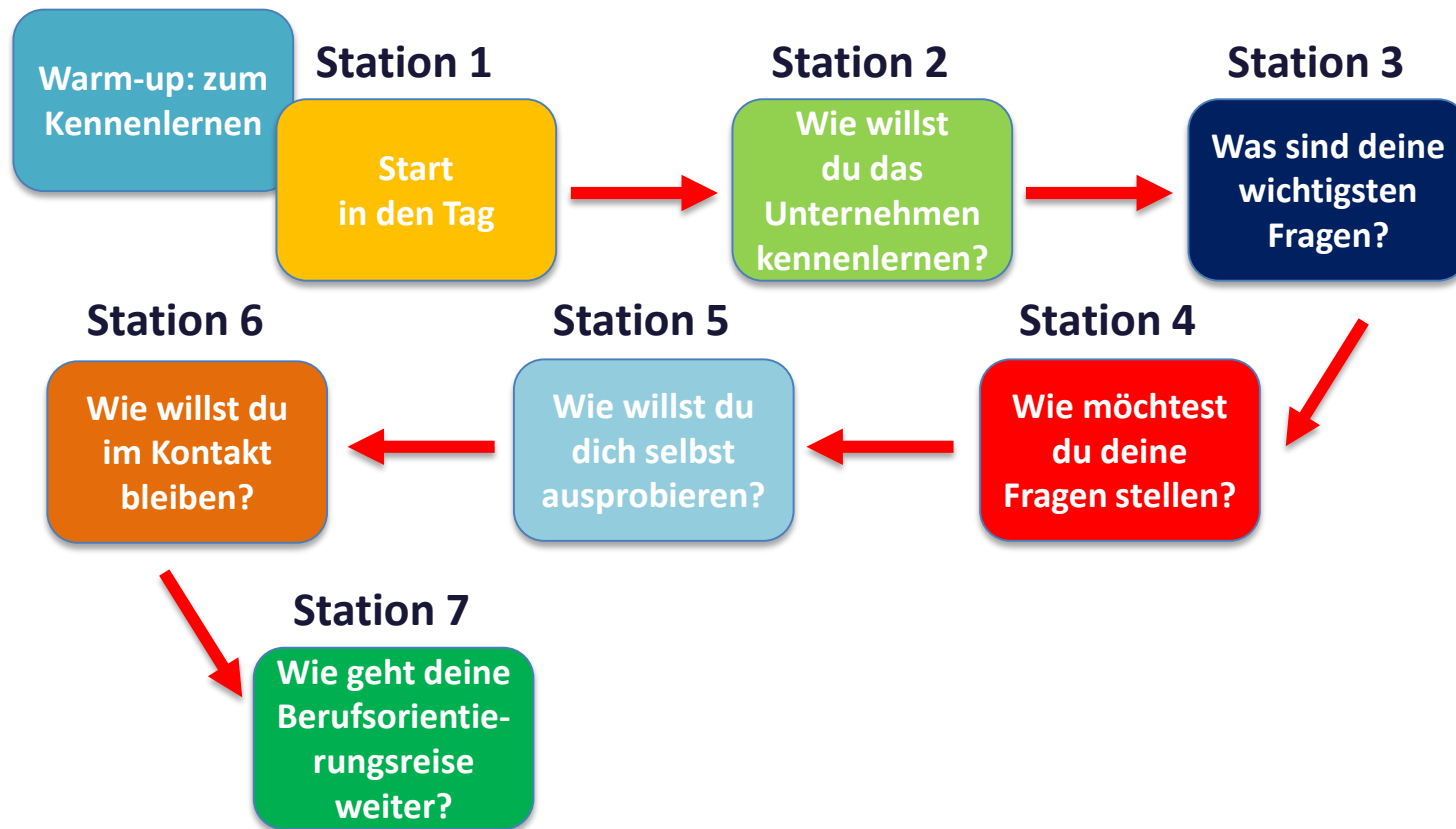 Warm-up: zum
Kennenlernen
Station 1
Start
in den Tag
Station 2
Wie willst
du das
Unternehmen
kennenlernen?
Station 3
Was sind deine
wichtigsten
Fragen?
Station 4
Wie möchtest
du deine
Fragen stellen?
Station 5
Wie willst du
dich selbst
ausprobieren?
Station 6
Wie willst du
im Kontakt
bleiben?
Station 7
Wie geht deine
Berufsorientie-
rungsreise
weiter?